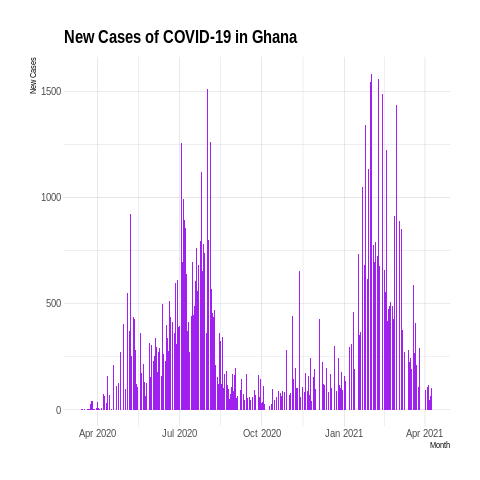 New Cases of COVID-19 in Ghana
New Cases
1500
1000
500
0
Apr 2020 Jul 2020 Oct 2020 Jan 2021 Apr 2021
Month